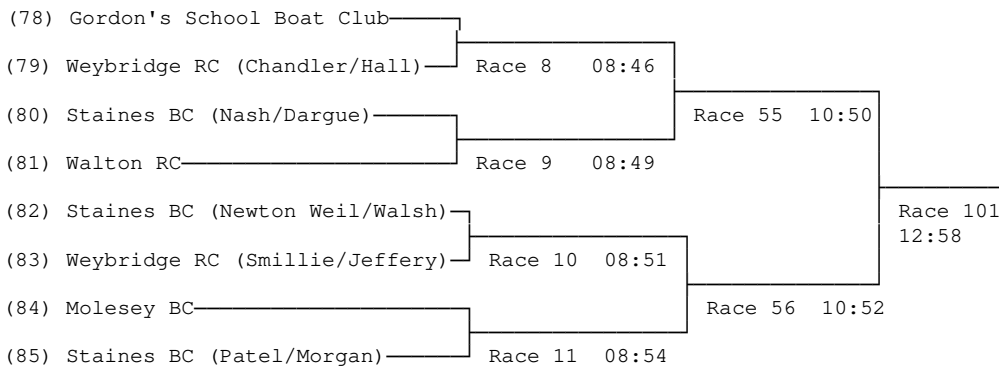 (78) Gordon's School Boat Club
(79) Weybridge RC (Chandler/Hall) Race 8 08:46
(80) Staines BC (Nash/Dargue) Race 55 10:50
(81) Walton RC Race 9 08:49
(82) Staines BC (Newton Weil/Walsh) Race 101
12:58
(83) Weybridge RC (Smillie/Jeffery) Race 10 08:51
(84) Molesey BC Race 56 10:52
(85) Staines BC (Patel/Morgan) Race 11 08:54